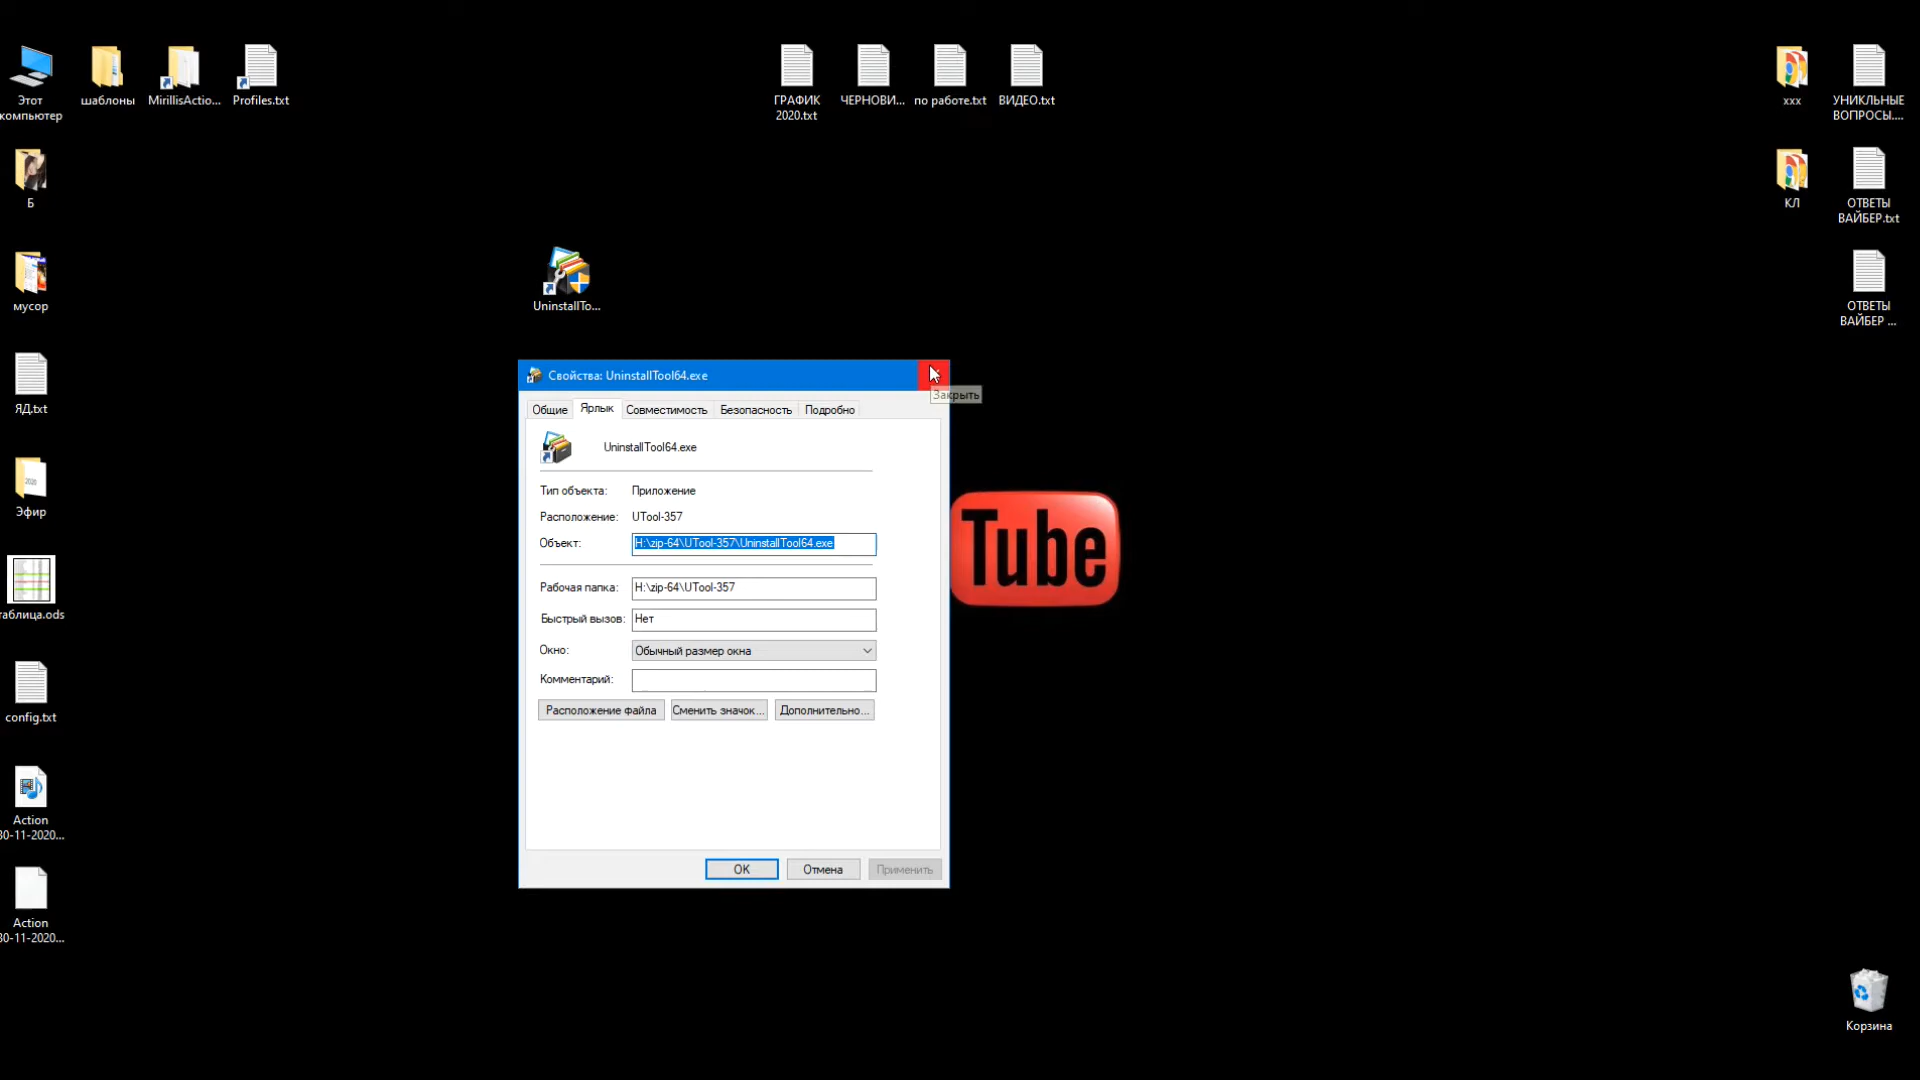 Этот
компьютер
шаблоны
MirillisActio...
Profiles.txt
ГРАФИК
2020.txt
ЧЕРНОВИ...
по работе.txt
ВИДЕО.txt
xxx
УНИКЛЬНЫЕ
ВОПРОСЫ....
Б
КЛ
ОТВЕТЫ
ВАЙБЕР.txt
мусор
UninstallTo...
ОТВЕТЫ
ВАЙБЕР ...
ЯД.txt
Эфир
2020
таблица.ods
config.txt
Action
30-11-2020...
Action
30-11-2020...
Свойства: UninstallTool64.exe
Закрыть
Общие
Ярлык
Совместимость
Безопасность
Подробно
UninstallTool64.exe
Тип объекта: Приложение
Расположение: UTool-357
Объект: H:\zip-64\UTool-357\UninstallTool64.exe
Рабочая папка: H:\zip-64\UTool-357
Быстрый вызов: Нет
Окно: Обычный размер окна
Комментарий:
Расположение файла
Сменить значок...
Дополнительно...
OK
Отмена
Применить
Tube
Корзина